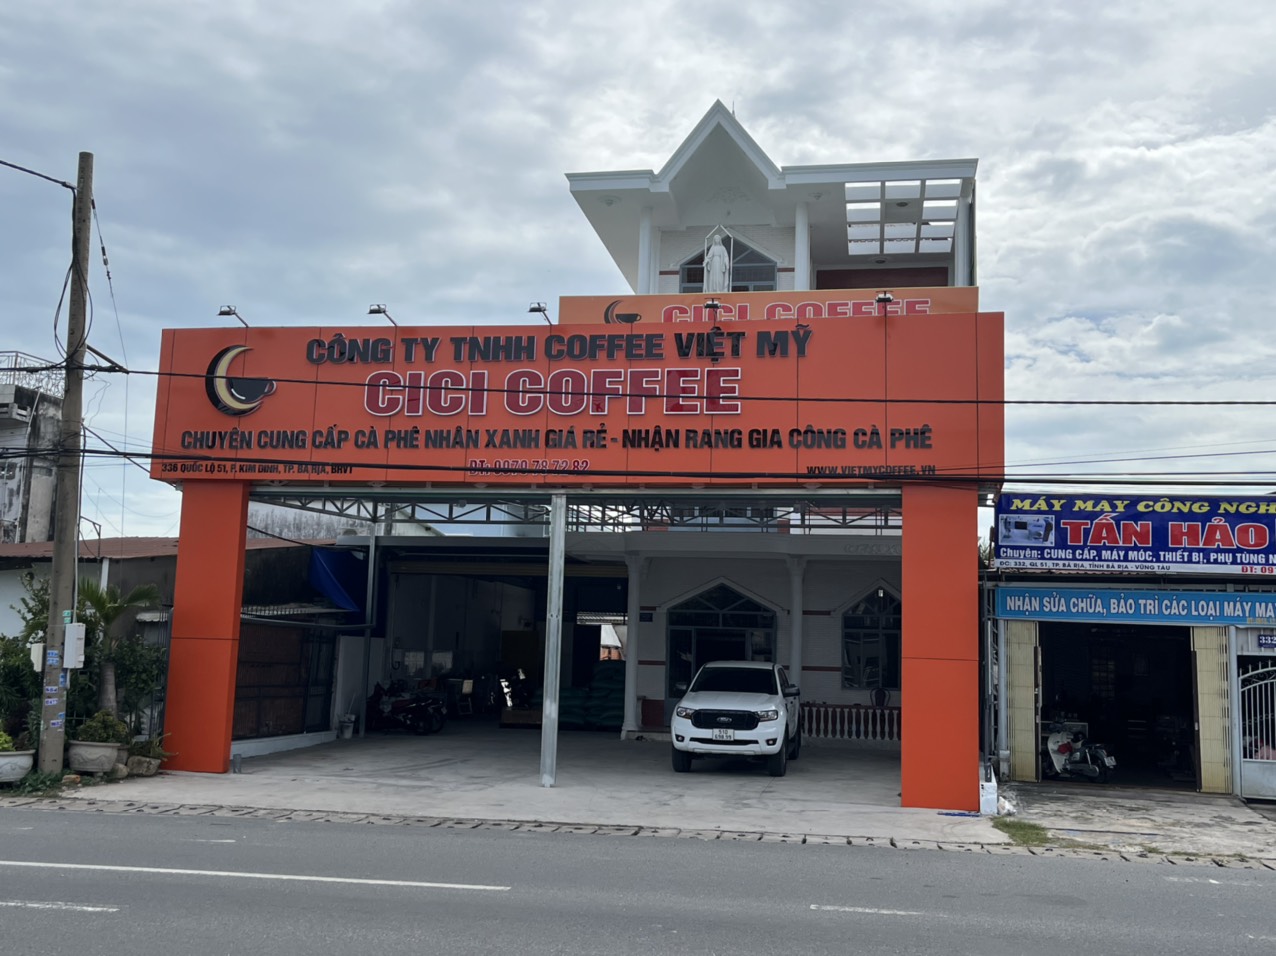 CICI COFFEE
CÔNG TY TNHH COFFEE VIỆT MỸ
CICI COFFEE
CHUYÊN CUNG CẤP CÀ PHÊ NHÂN XANH GIÁ RẺ - NHẬN RANG GIA CÔNG CÀ PHÊ
336 QUỐC LỘ 51, P. KIM DINH, TP. BÀ RỊA, BRVT
ĐT: 0979 78 72 82
WWW.VIETMYCOFFEE.VN
MÁY MAY CÔNG NGH
TẤN HẢO
Chuyên: CUNG CẤP, MÁY MÓC, THIẾT BỊ, PHỤ TÙNG N
ĐC: 332, QL 51, TP. BÀ RỊA, TỈNH BÀ RỊA VŨNG TÀU
ĐT: 09
NHẬN SỬA CHỮA, BẢO TRÌ CÁC LOẠI MÁY MA
332